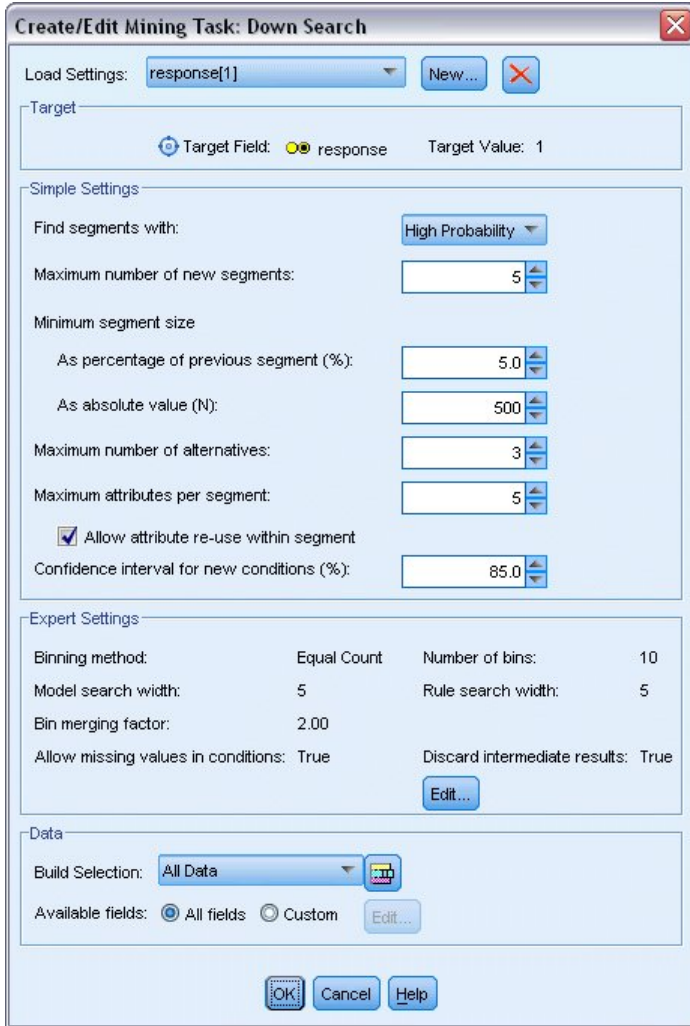 Create/Edit Mining Task: Down Search
Load Settings: response[1] New...
Target
Target Field: response Target Value: 1
Simple Settings
Find segments with: High Probability
Maximum number of new segments: 5
Minimum segment size
As percentage of previous segment (%): 5.0
As absolute value (N): 500
Maximum number of alternatives: 3
Maximum attributes per segment: 5
Allow attribute re-use within segment
Confidence interval for new conditions (%): 85.0
Expert Settings
Binning method: Equal Count Number of bins: 10
Model search width: 5 Rule search width: 5
Bin merging factor: 2.00
Allow missing values in conditions: True Discard intermediate results: True
Edit...
Data
Build Selection: All Data
Available fields: All fields Custom Edit...
OK Cancel Help